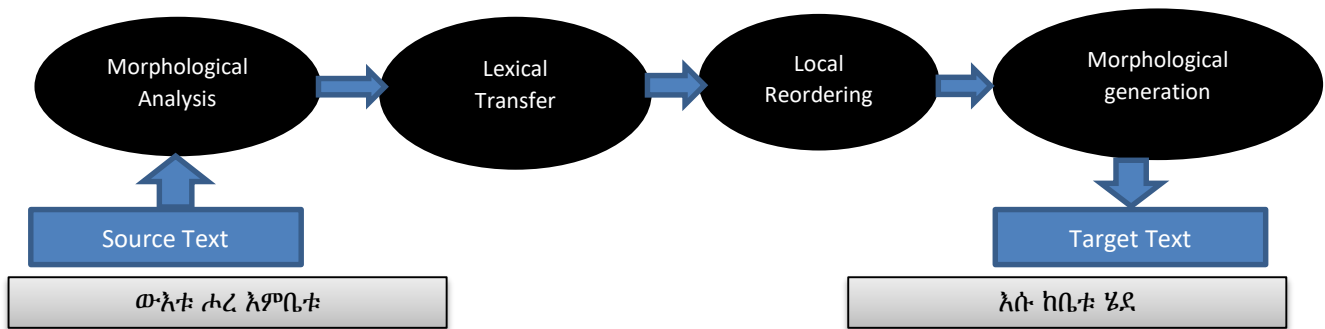 Morphological
Analysis
Lexical
Transfer
Local
Reordering
Morphological
generation
Source Text
Target Text
ውእቱ ሖረ እምቤቱ
እሱ ከቤቱ ሄደ